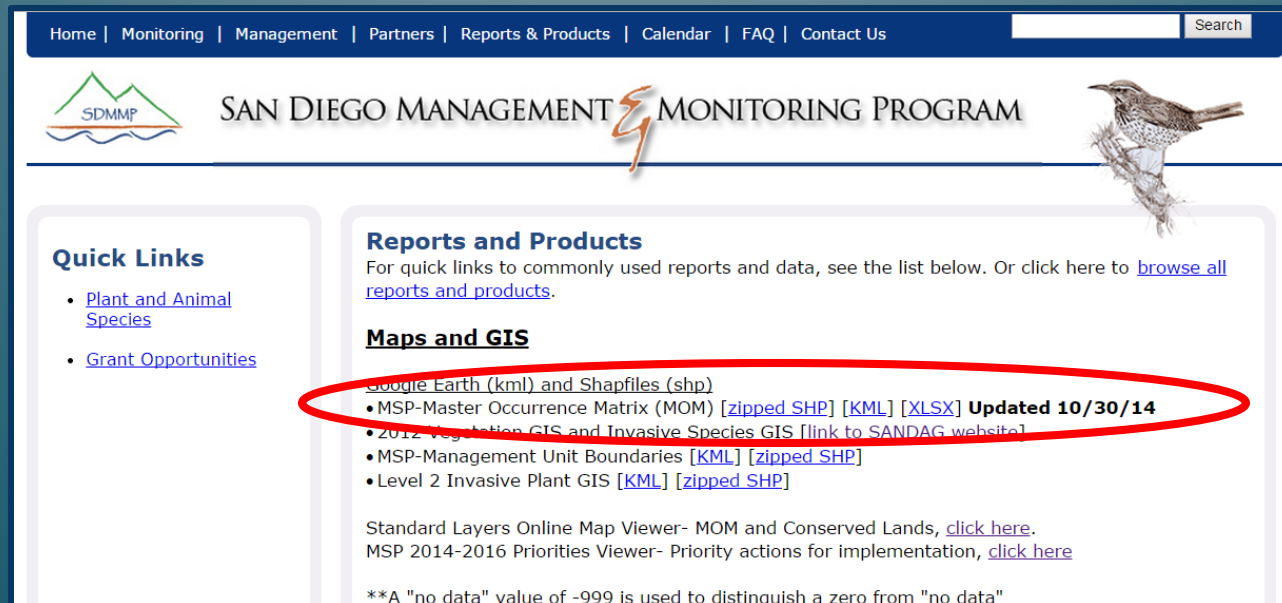 Home | Monitoring | Management | Partners | Reports & Products | Calendar | FAQ | Contact Us
Search
SDMMP
SAN DIEGO MANAGEMENT & MONITORING PROGRAM
Quick Links
• Plant and Animal
Species
• Grant Opportunities
Reports and Products
For quick links to commonly used reports and data, see the list below. Or click here to browse all
reports and products.
Maps and GIS
Google Earth (kml) and Shapfiles (shp)
•MSP-Master Occurrence Matrix (MOM) [zipped SHP] [KML] [XLSX] Updated 10/30/14
•2012 Vegetation GIS and Invasive Species GIS [link to SANDAG website]
•MSP-Management Unit Boundaries [KML] [zipped SHP]
•Level 2 Invasive Plant GIS [KML] [zipped SHP]
Standard Layers Online Map Viewer- MOM and Conserved Lands, click here.
MSP 2014-2016 Priorities Viewer- Priority actions for implementation, click here
**A "no data" value of -999 is used to distinguish a zero from "no data"